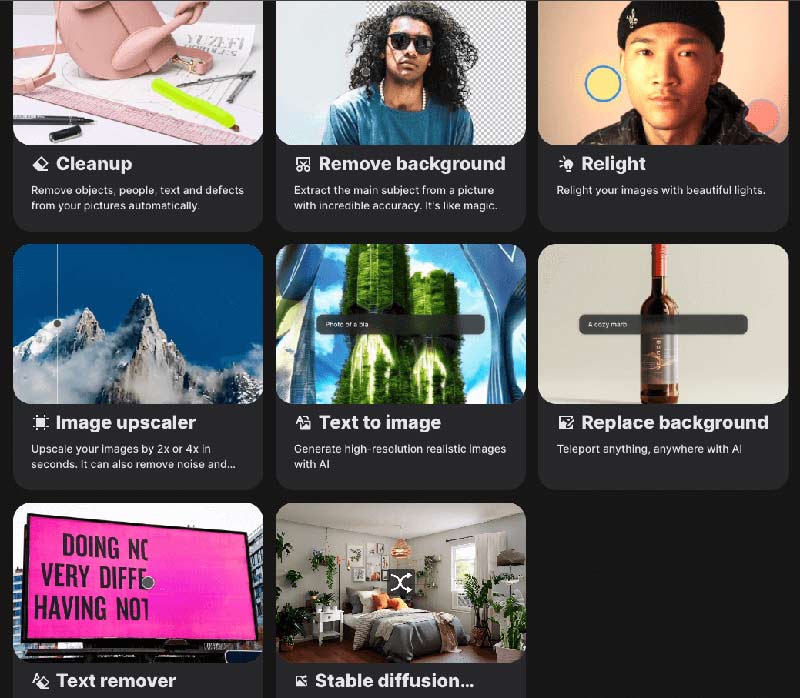 YUZEFI
Cleanup
Remove background
Relight
Remove objects, people, text and defects
from your pictures automatically.
Extract the main subject from a picture
with incredible accuracy. It's like magic.
Relight your images with beautiful lights.
Photo of a bla
A cozy marb
Image upscaler
Text to image
Replace background
Upscale your images by 2x or 4x in
seconds. It can also remove noise and...
Generate high-resolution realistic images
with AI
Teleport anything, anywhere with AI
DOING NO
VERY DIFFE
HAVING NOT
Text remover
Stable diffusion...